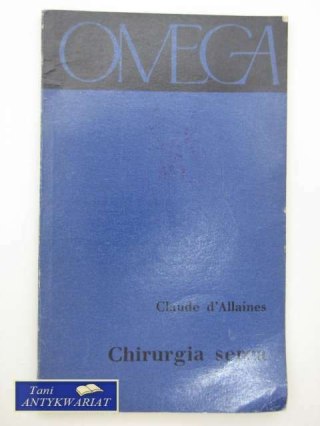 OMEGA
Claude d'Allaines
Chirurgia serca
Tani
ANTYKWARIAT